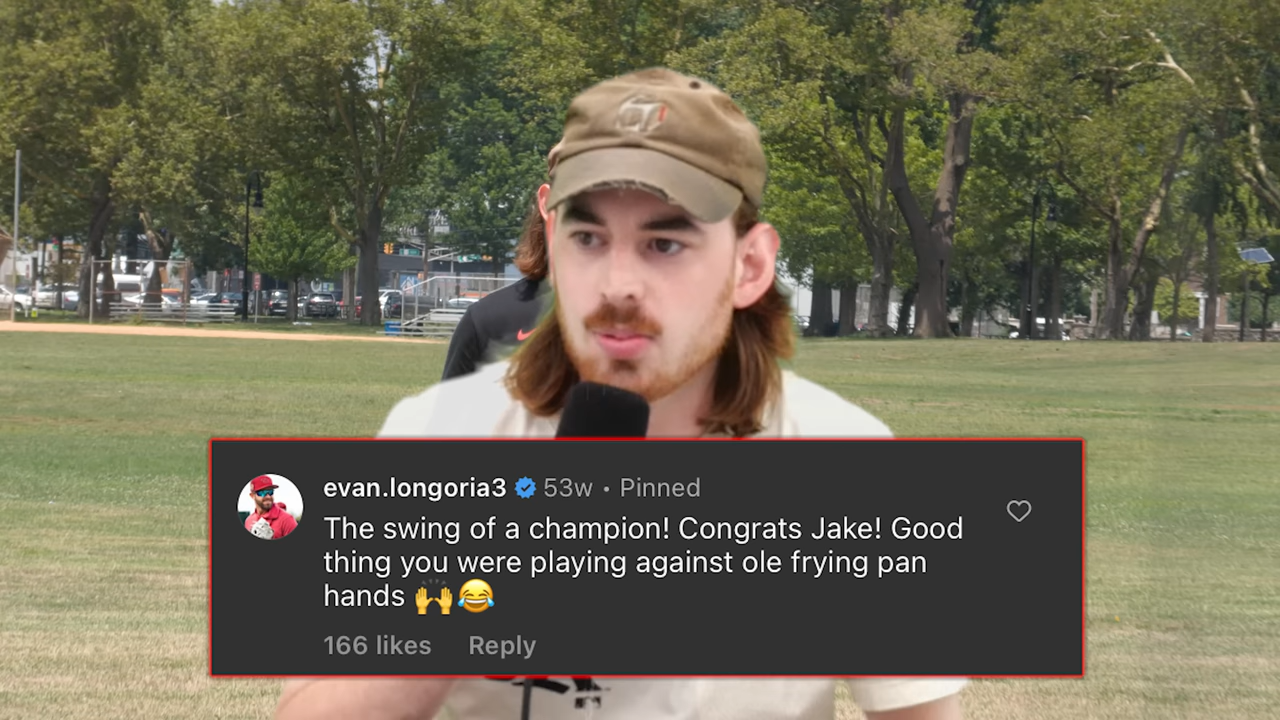 evan.longoria3 53w • Pinned
The swing of a champion! Congrats Jake! Good
thing you were playing against ole frying pan
hands 🙌😂
166 likes Reply